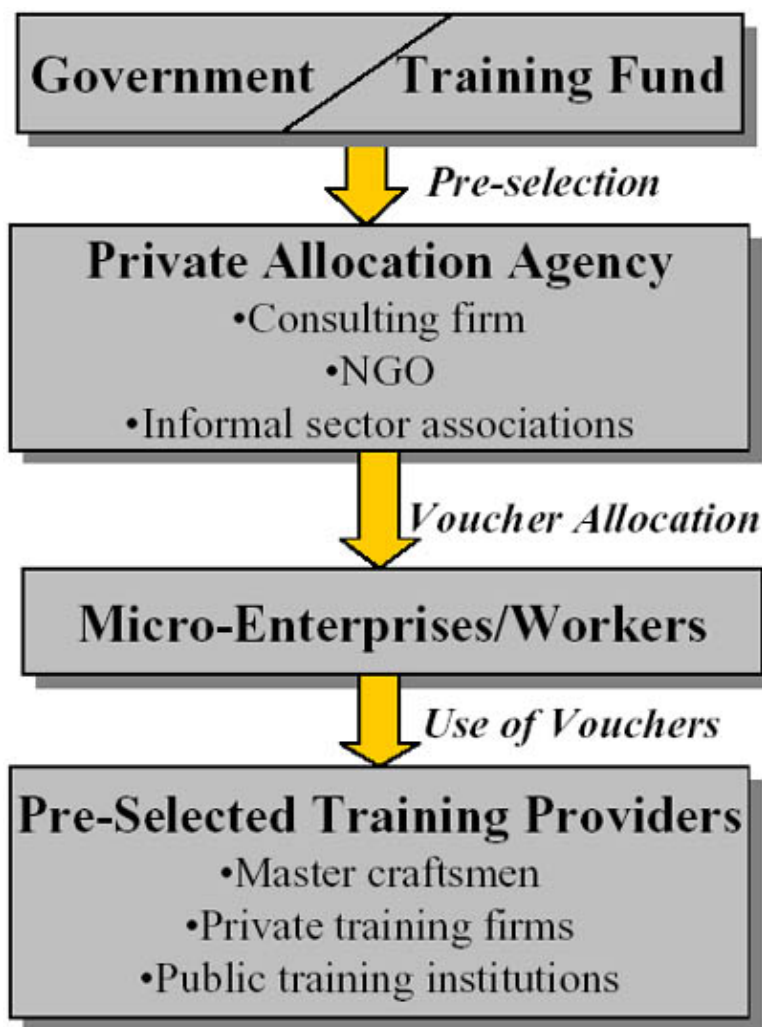 Government / Training Fund
Pre-selection
Private Allocation Agency
•Consulting firm
•NGO
•Informal sector associations
Voucher Allocation
Micro-Enterprises/Workers
Use of Vouchers
Pre-Selected Training Providers
•Master craftsmen
•Private training firms
•Public training institutions